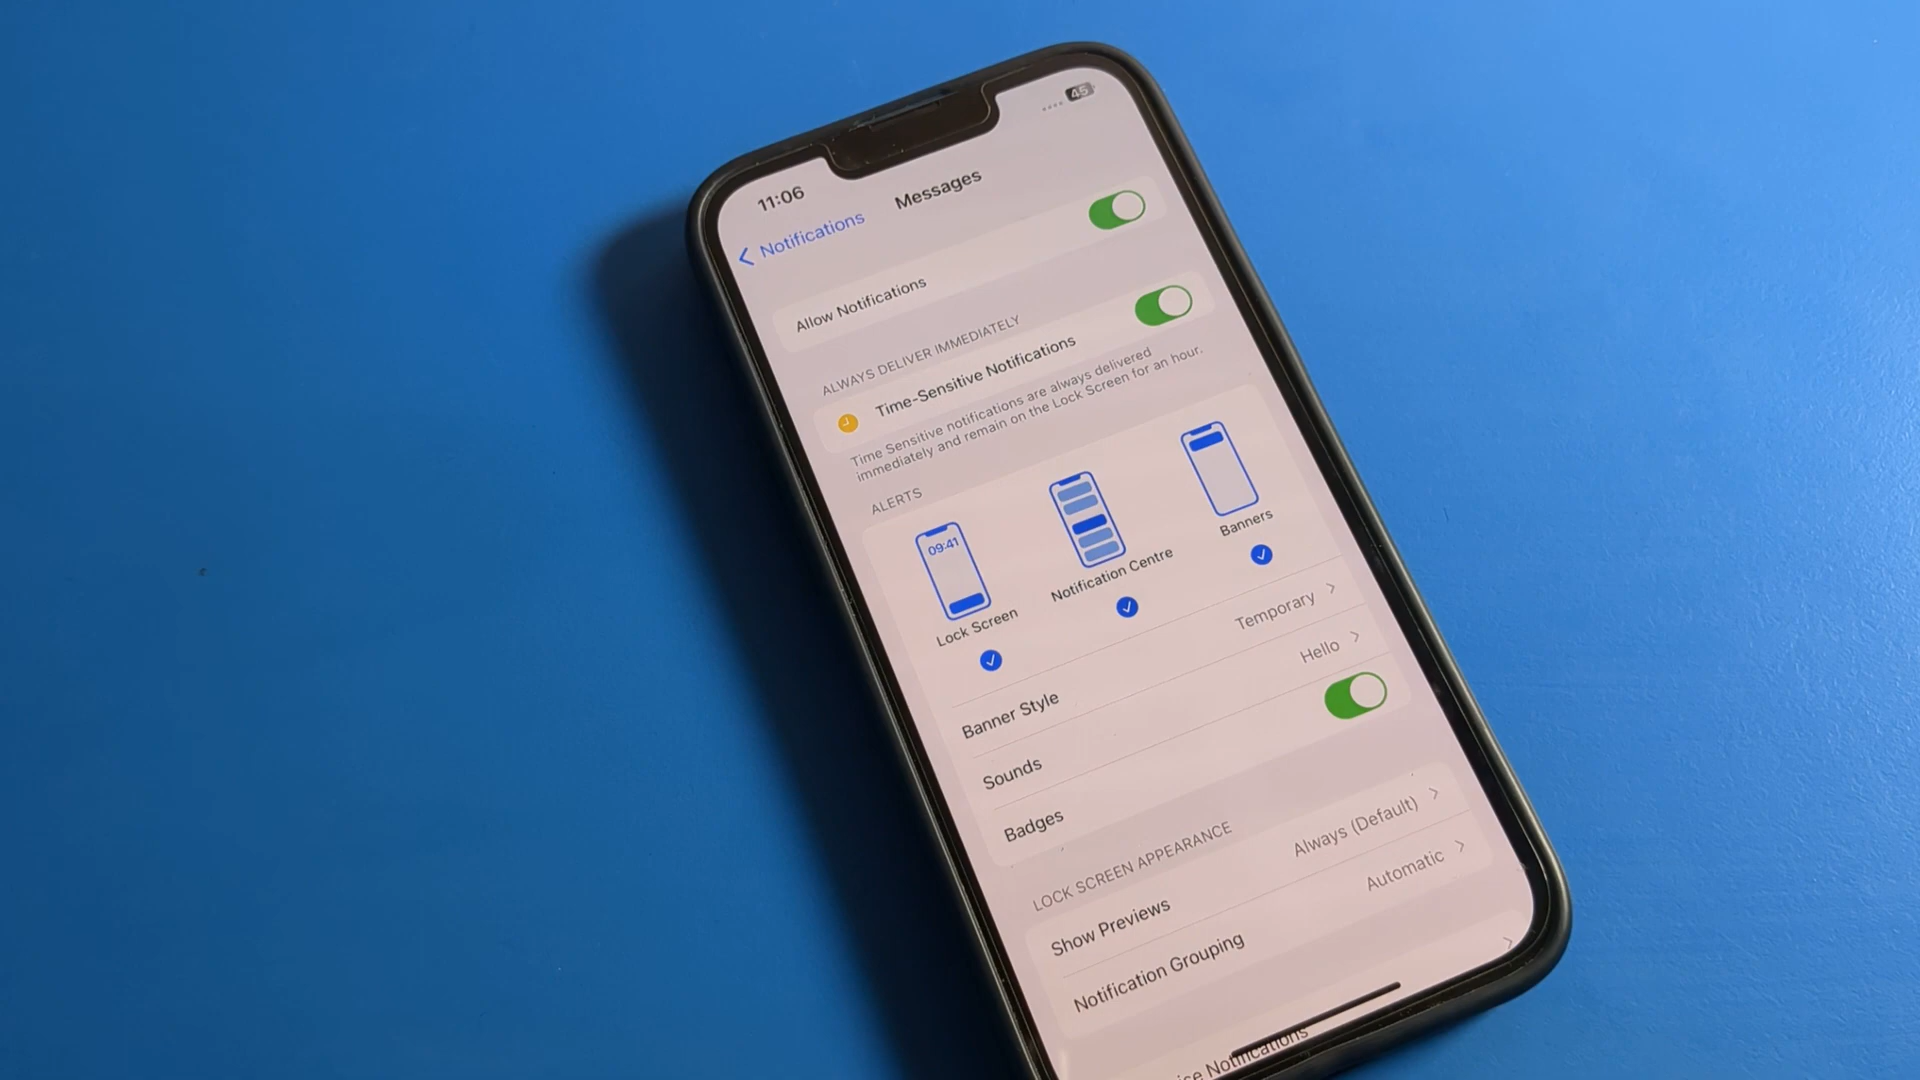 11:06
45
Notifications
Messages
Allow Notifications
ALWAYS DELIVER IMMEDIATELY
Time-Sensitive Notifications
Time Sensitive notifications are always delivered
immediately and remain on the Lock Screen for an hour.
ALERTS
09:41
Lock Screen
Notification Centre
Banners
Banner Style
Temporary
Sounds
Hello
Badges
LOCK SCREEN APPEARANCE
Show Previews
Always (Default)
Notification Grouping
Automatic
Notifications